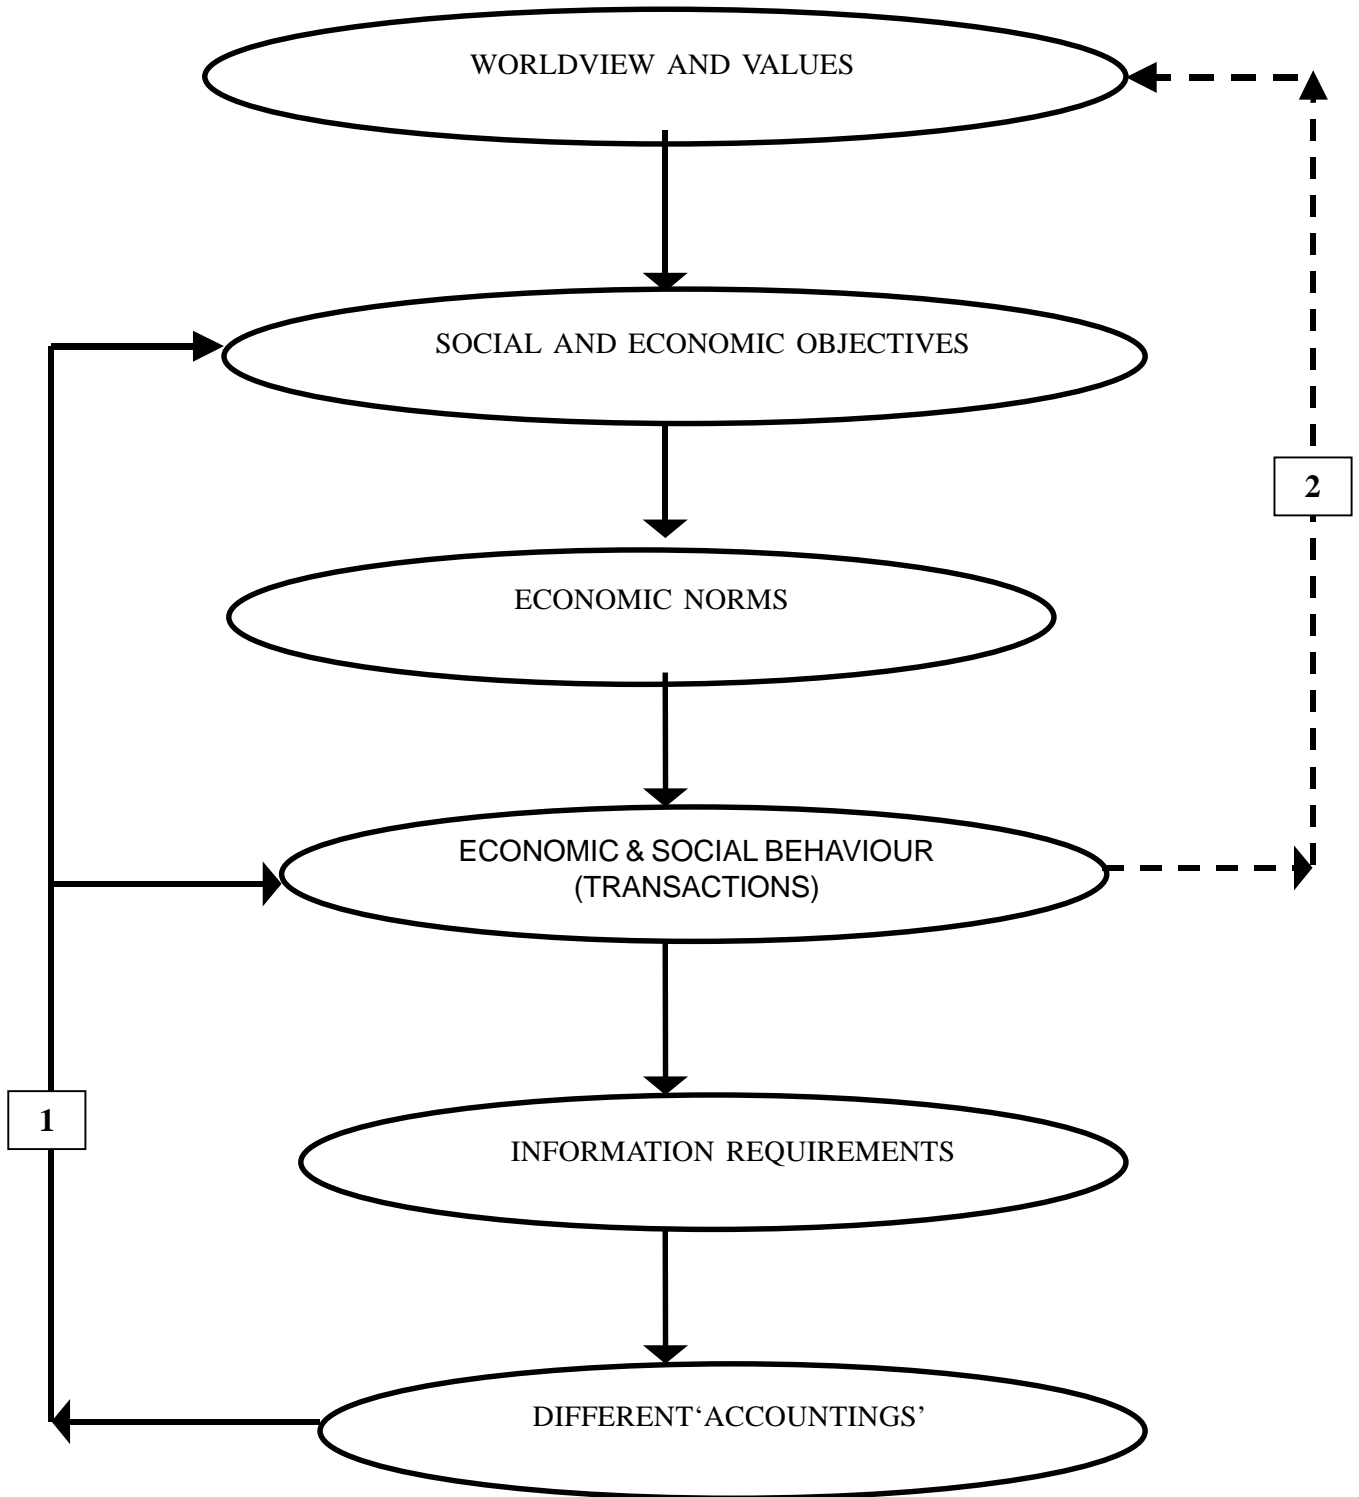 WORLDVIEW AND VALUES
SOCIAL AND ECONOMIC OBJECTIVES
2
ECONOMIC NORMS
ECONOMIC & SOCIAL BEHAVIOUR
(TRANSACTIONS)
1
INFORMATION REQUIREMENTS
DIFFERENT‘ACCOUNTINGS’